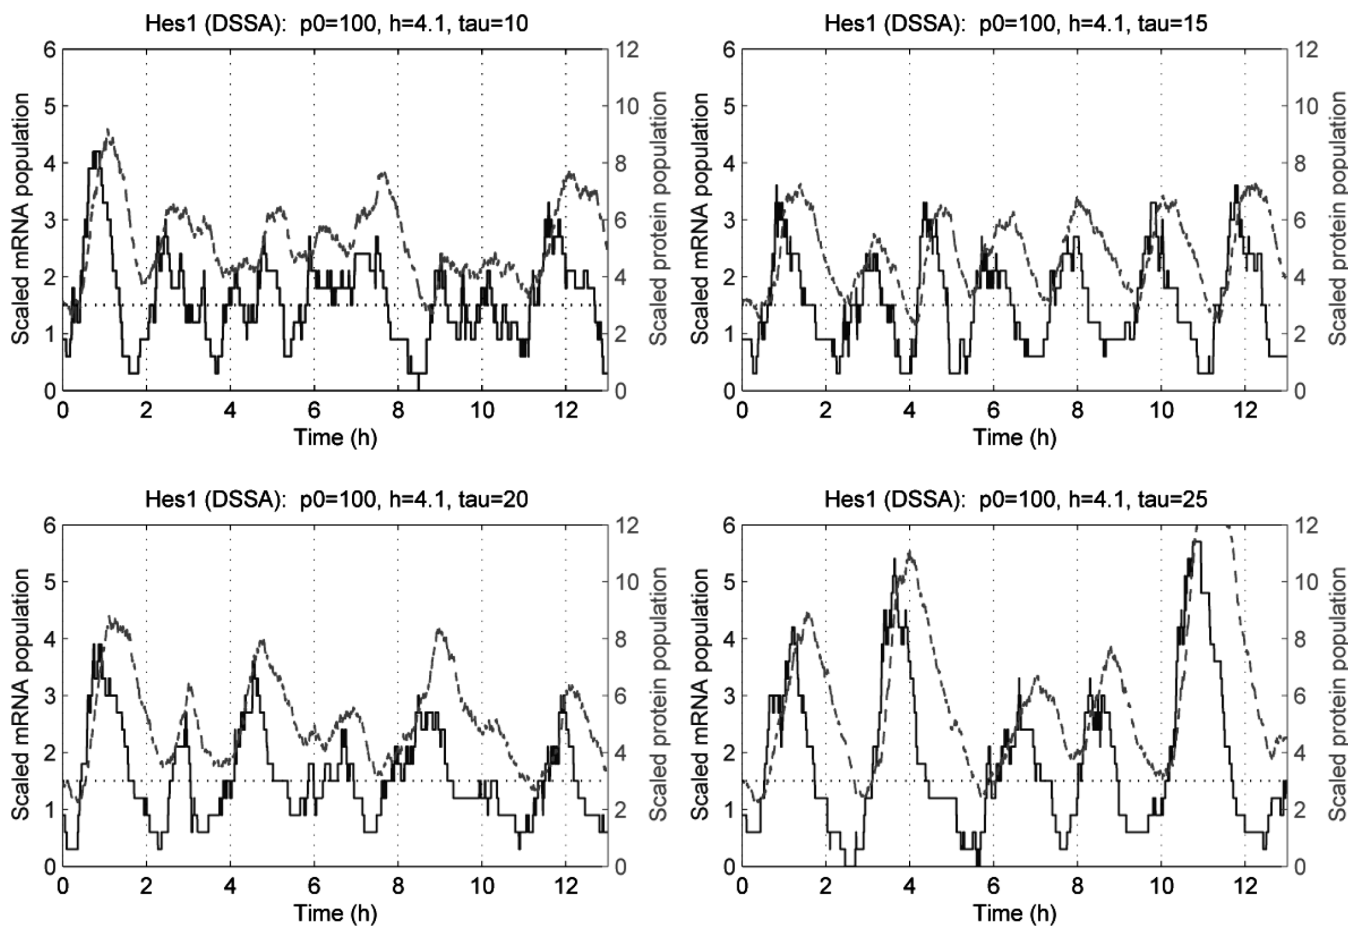 Hes1 (DSSA): p0=100, h=4.1, tau=10
Scaled mRNA population
6
5
4
3
2
1
0
12
10
8
6
4
2
0
Scaled protein population
0 2 4 6 8 10 12
Time (h)
Hes1 (DSSA): p0=100, h=4.1, tau=15
Scaled mRNA population
6
5
4
3
2
1
0
12
10
8
6
4
2
0
Scaled protein population
0 2 4 6 8 10 12
Time (h)
Hes1 (DSSA): p0=100, h=4.1, tau=20
Scaled mRNA population
6
5
4
3
2
1
0
12
10
8
6
4
2
0
Scaled protein population
0 2 4 6 8 10 12
Time (h)
Hes1 (DSSA): p0=100, h=4.1, tau=25
Scaled mRNA population
6
5
4
3
2
1
0
12
10
8
6
4
2
0
Scaled protein population
0 2 4 6 8 10 12
Time (h)